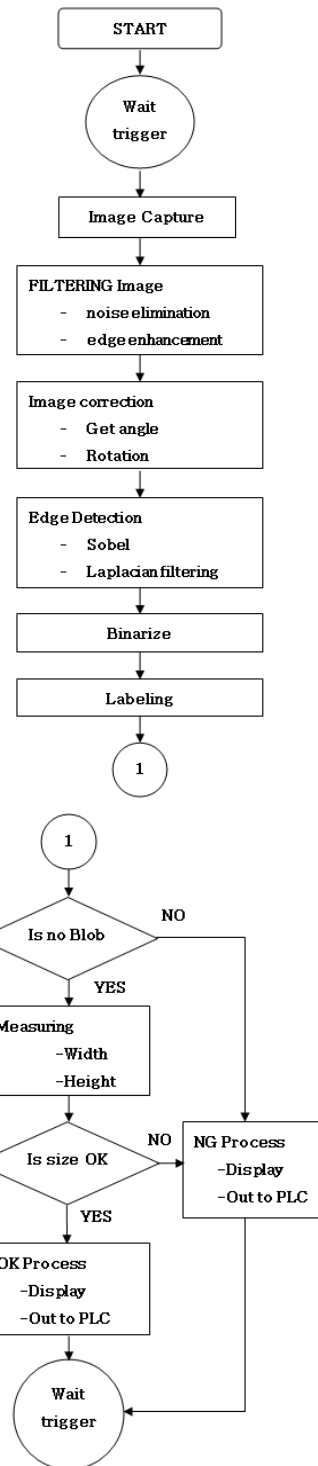 START
Wait
trigger
Image Capture
FILTERING Image
- noise elimination
- edge enhancement
Image correction
- Get angle
- Rotation
Edge Detection
- Sobel
- Laplacian filtering
Binarize
Labeling
1
1
Is no Blob
NO
YES
Measuring
-Width
-Height
Is size OK
NO
YES
NG Process
-Display
-Out to PLC
OK Process
-Display
-Out to PLC
Wait
trigger